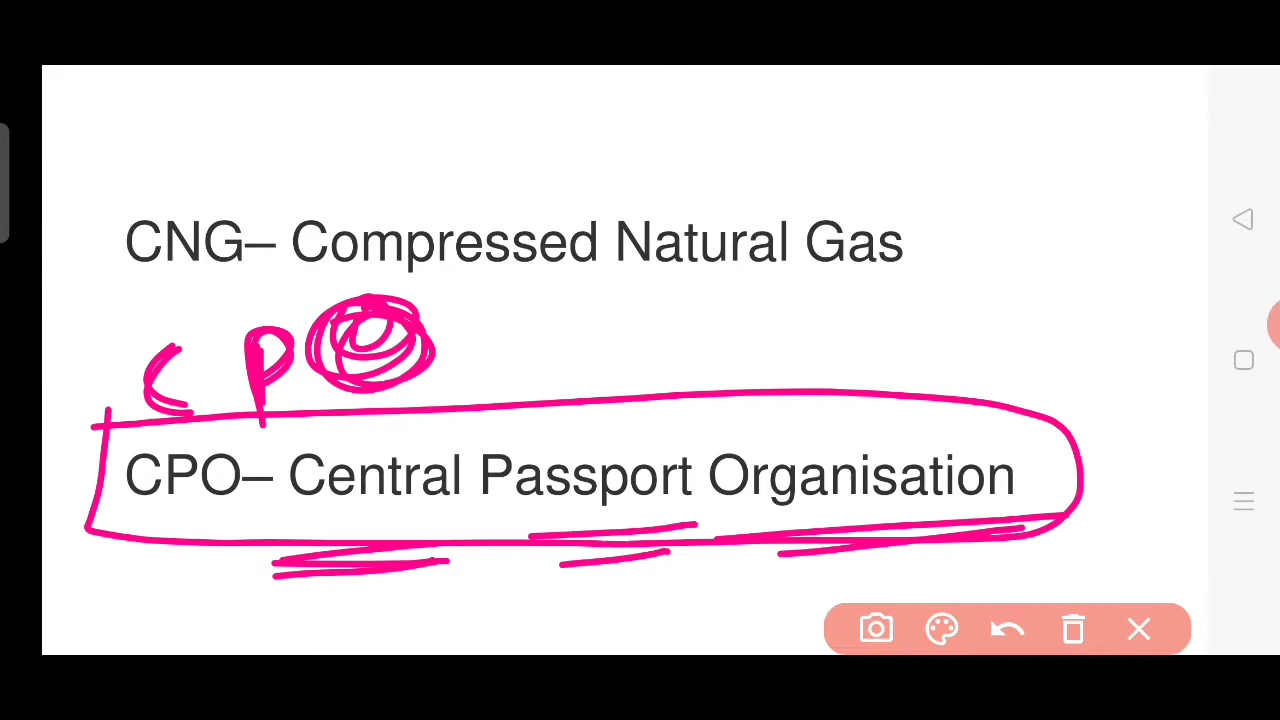 CNG– Compressed Natural Gas
CPO
CPO– Central Passport Organisation